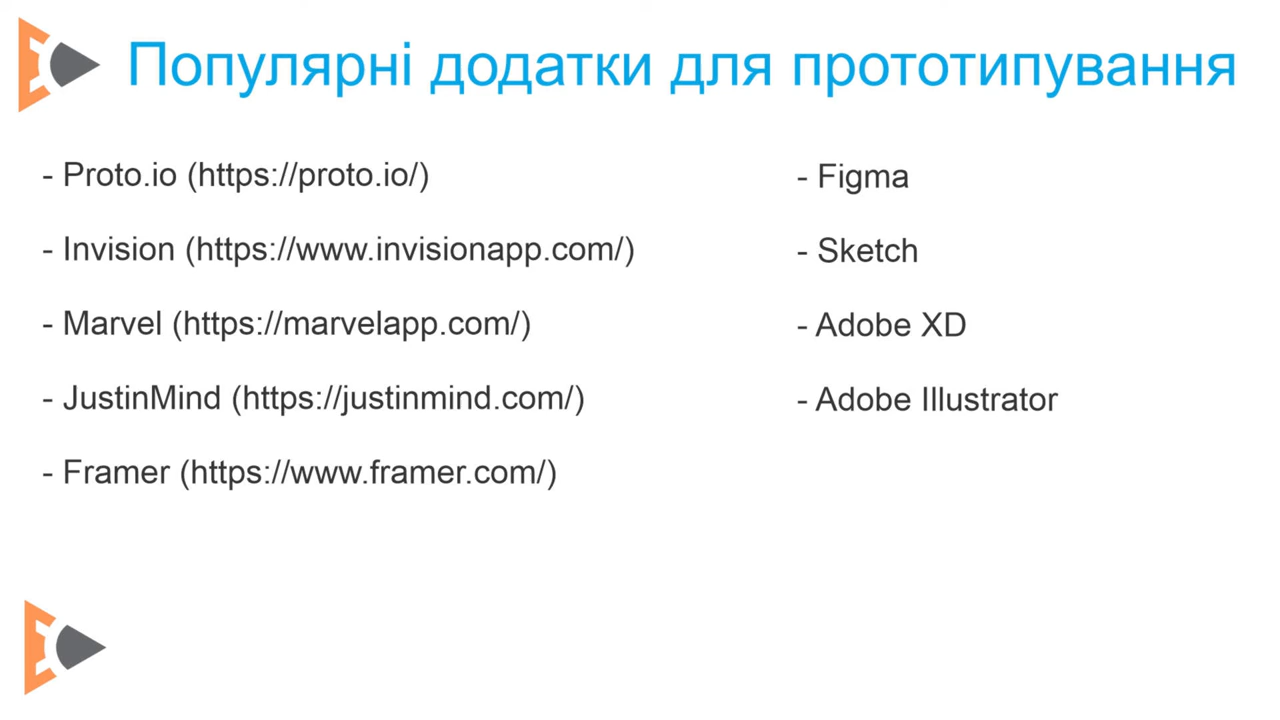 Популярні додатки для прототипування
- Proto.io (https://proto.io/)
- Invision (https://www.invisionapp.com/)
- Marvel (https://marvelapp.com/)
- JustinMind (https://justinmind.com/)
- Framer (https://www.framer.com/)
- Figma
- Sketch
- Adobe XD
- Adobe Illustrator